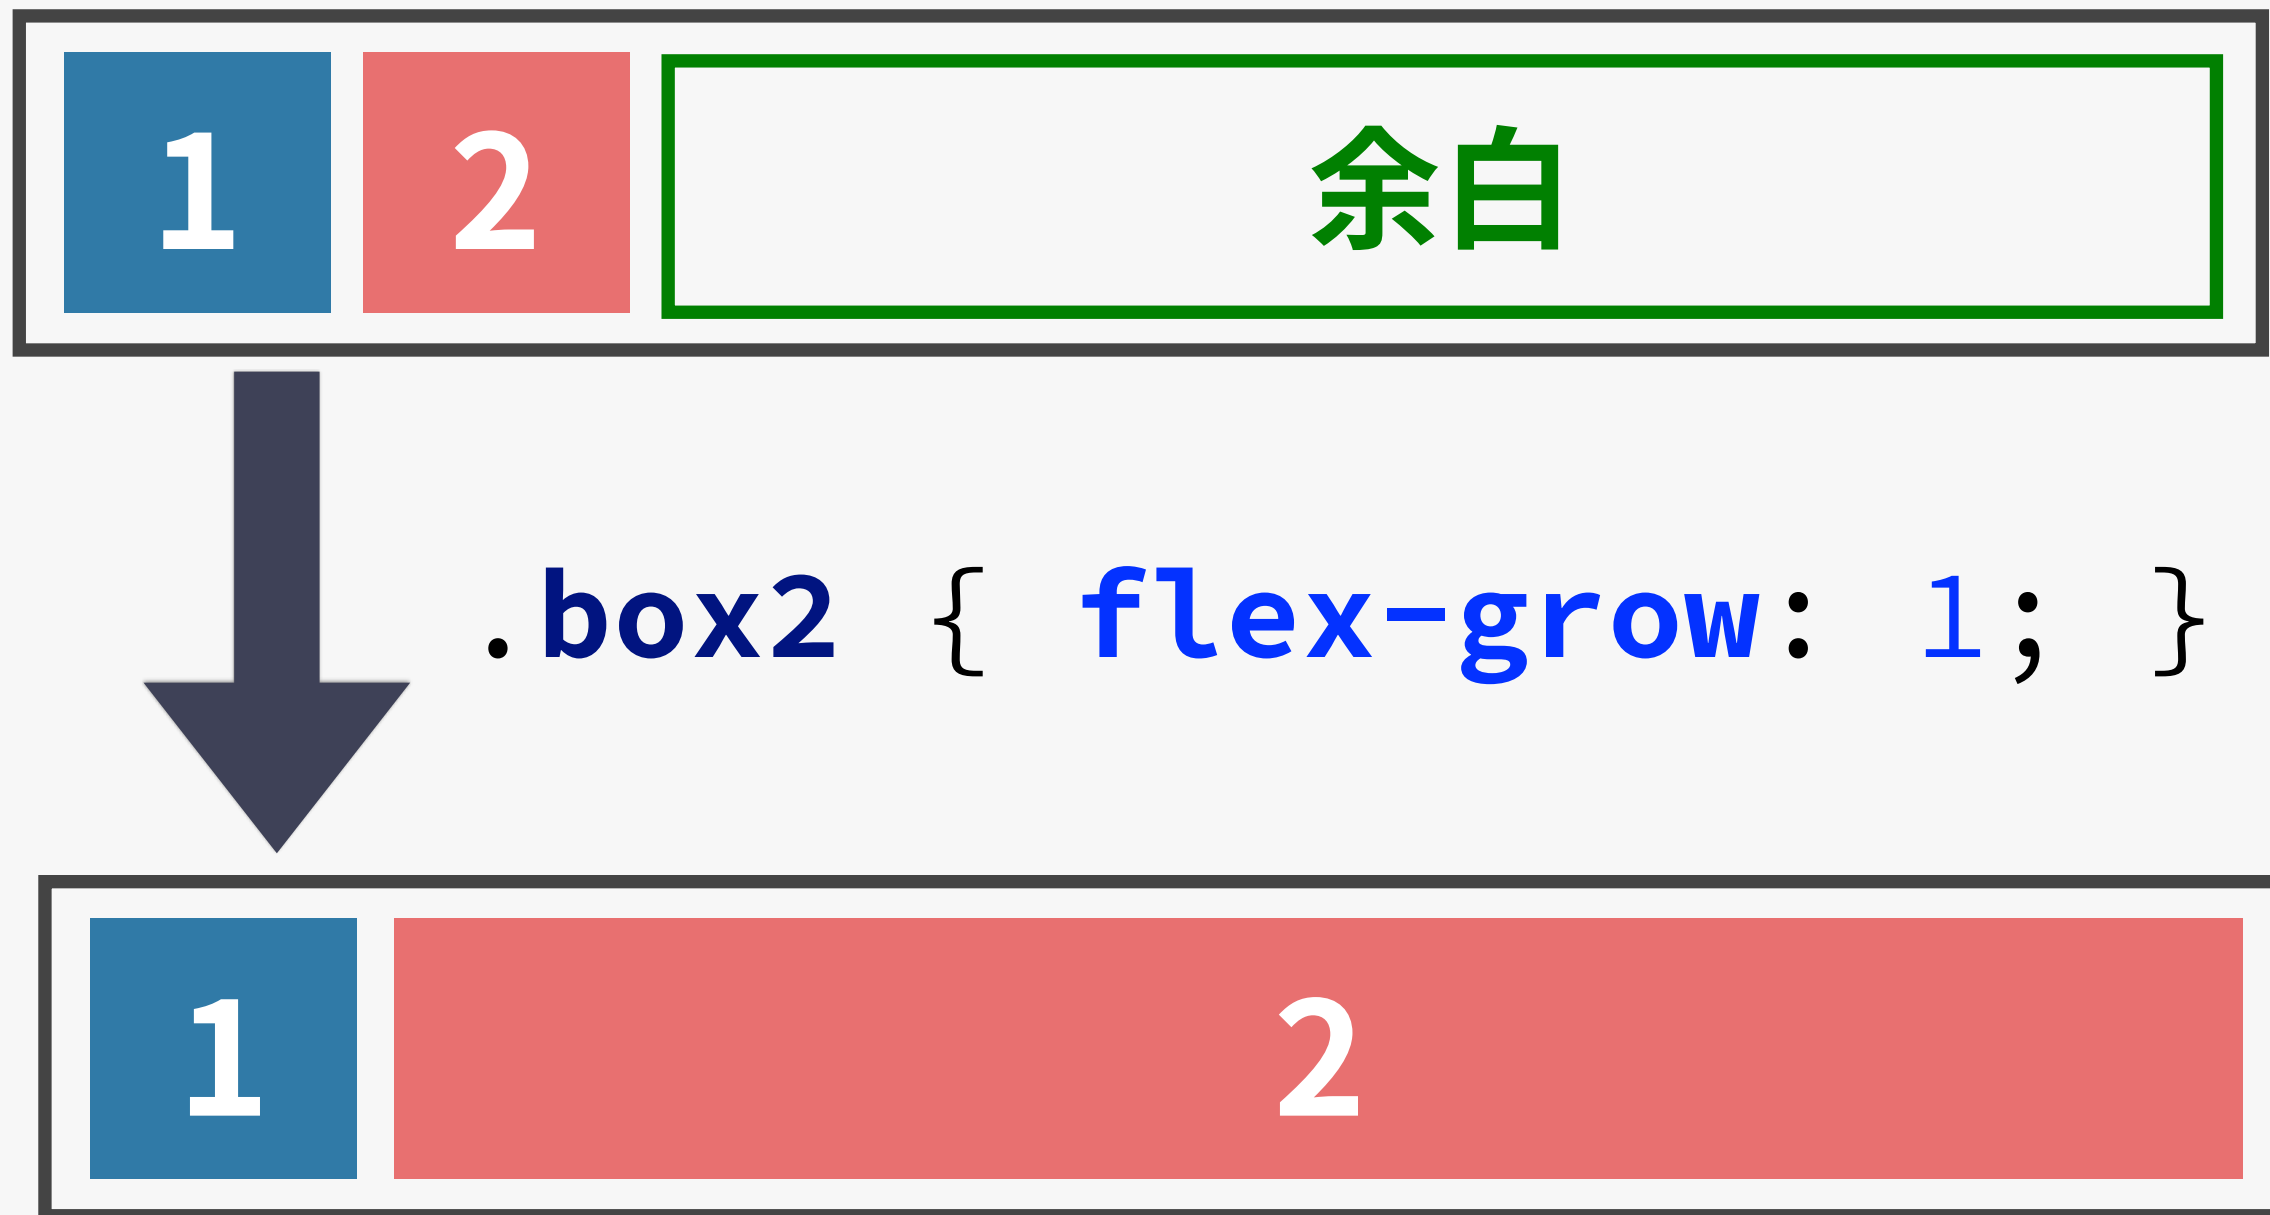 1 2 余白
.box2 { flex-grow: 1; }
1 2